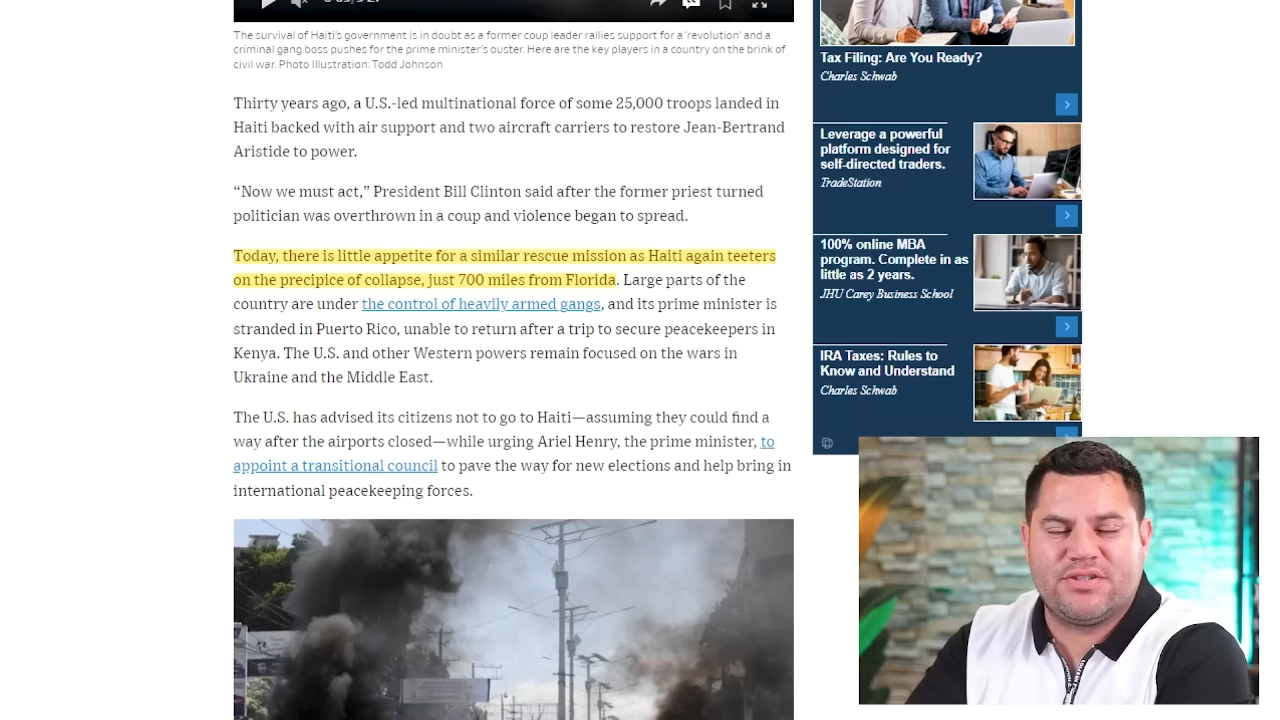 The survival of Haiti's government is in doubt as a former coup leader rallies support for a 'revolution' and a
criminal gang boss pushes for the prime minister's ouster. Here are the key players in a country on the brink of
civil war. Photo Illustration: Todd Johnson
Thirty years ago, a U.S.-led multinational force of some 25,000 troops landed in
Haiti backed with air support and two aircraft carriers to restore Jean-Bertrand
Aristide to power.
“Now we must act,” President Bill Clinton said after the former priest turned
politician was overthrown in a coup and violence began to spread.
Today, there is little appetite for a similar rescue mission as Haiti again teeters
on the precipice of collapse, just 700 miles from Florida. Large parts of the
country are under the control of heavily armed gangs, and its prime minister is
stranded in Puerto Rico, unable to return after a trip to secure peacekeepers in
Kenya. The U.S. and other Western powers remain focused on the wars in
Ukraine and the Middle East.
The U.S. has advised its citizens not to go to Haiti—assuming they could find a
way after the airports closed—while urging Ariel Henry, the prime minister, to
appoint a transitional council to pave the way for new elections and help bring in
international peacekeeping forces.
Tax Filing: Are You Ready?
Charles Schwab
Leverage a powerful
platform designed for
self-directed traders.
TradeStation
100% online MBA
program. Complete in as
little as 2 years.
JHU Carey Business School
IRA Taxes: Rules to
Know and Understand
Charles Schwab